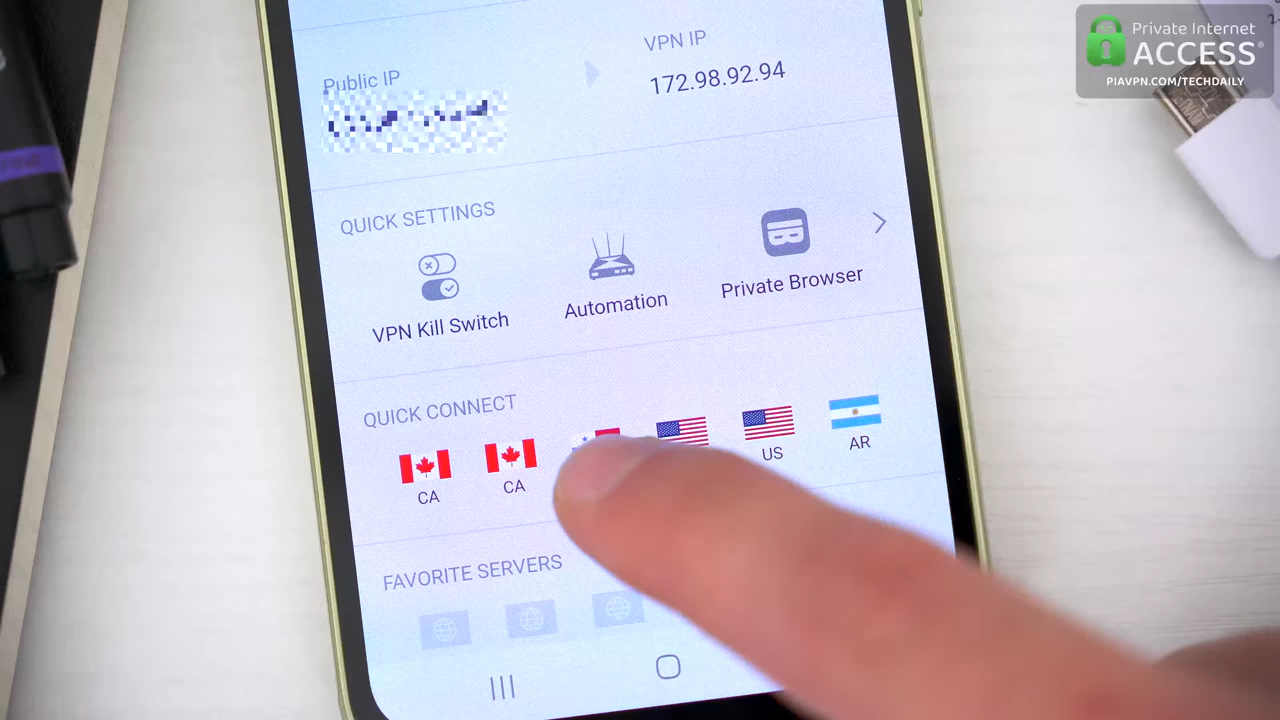 Private Internet
ACCESS®
PIAVPN.COM/TECHDAILY
Public IP
VPN IP
172.98.92.94
QUICK SETTINGS
VPN Kill Switch
Automation
Private Browser
QUICK CONNECT
CA
CA
US
AR
FAVORITE SERVERS